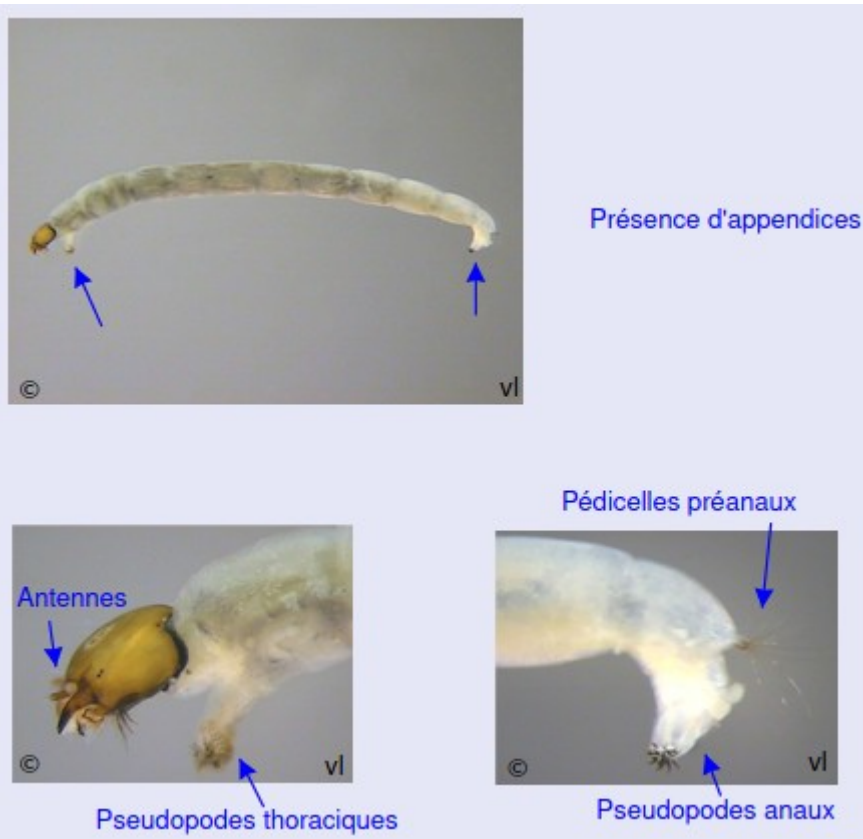 Présence d'appendices
© vl
Pédicelles préanaux
Antennes
© vl
© vl
Pseudopodes thoraciques
Pseudopodes anaux